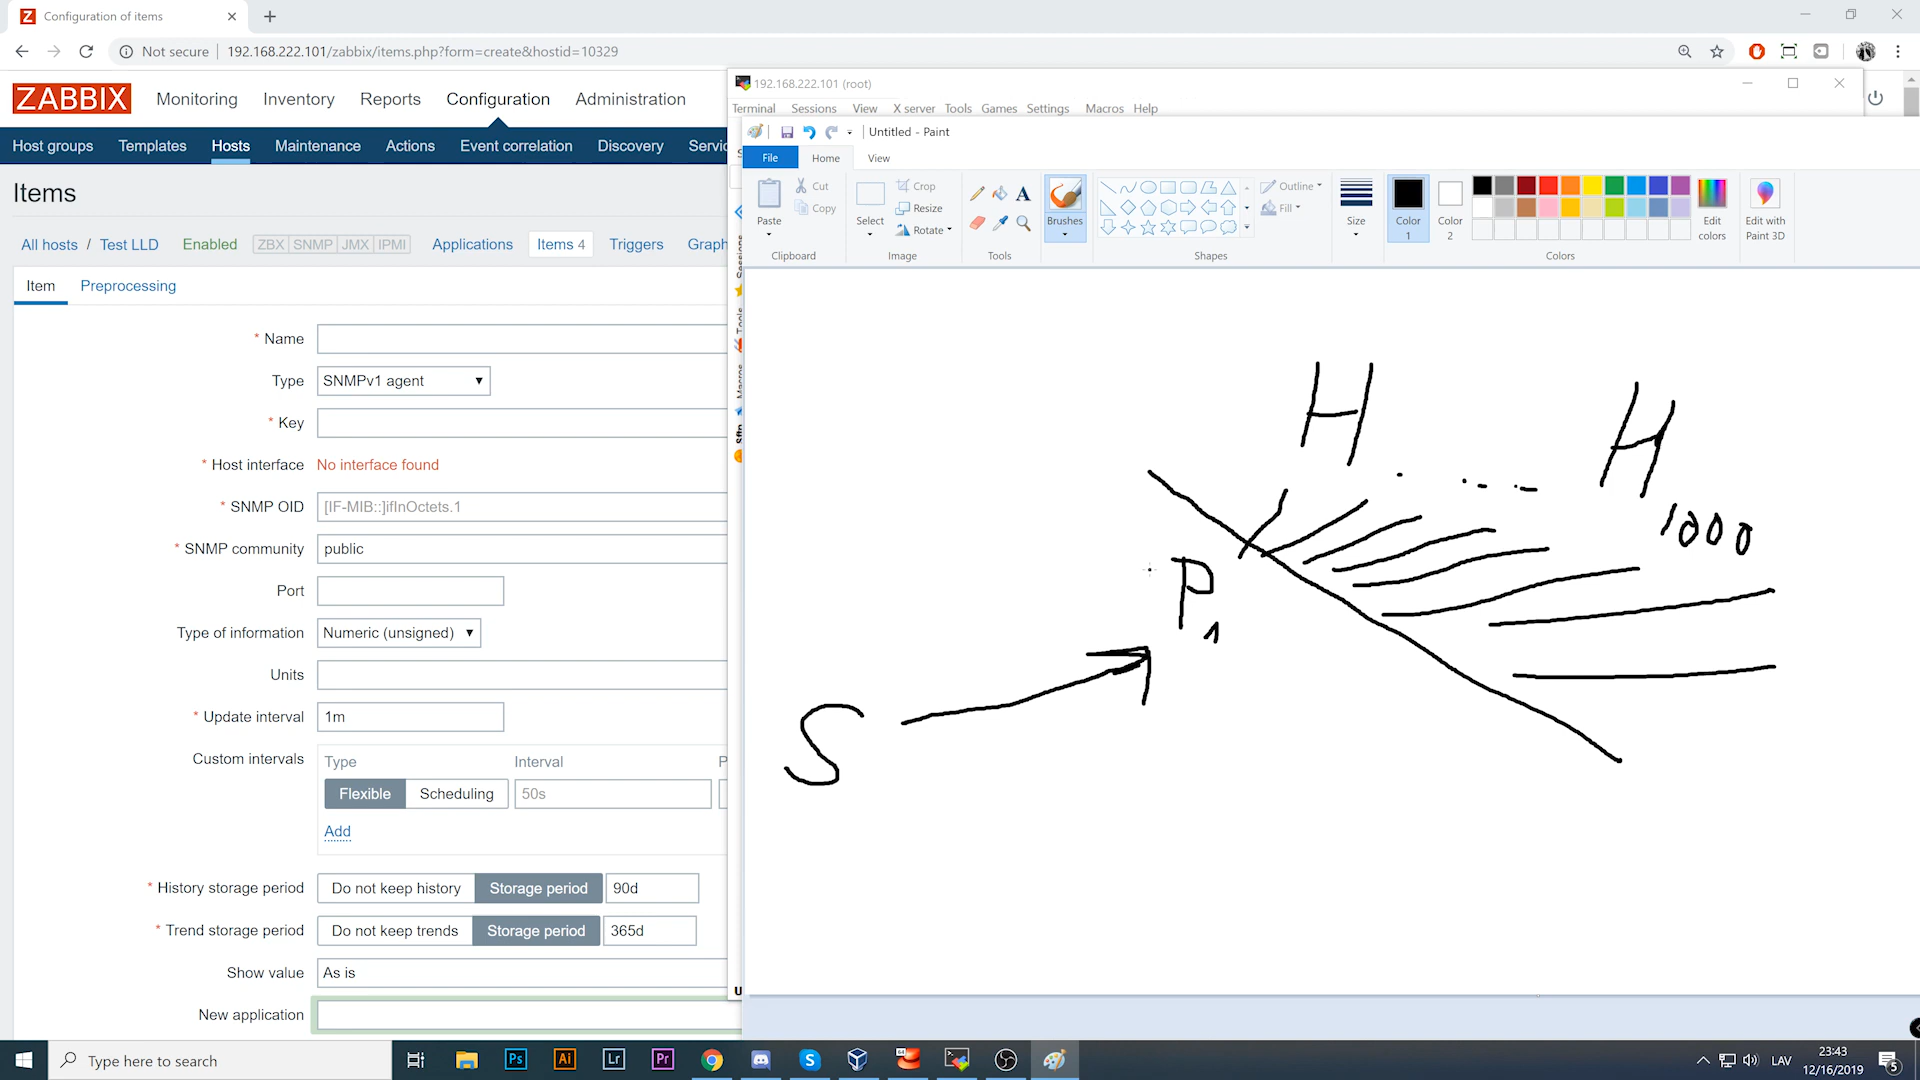 Configuration of items
Not secure
192.168.222.101/zabbix/items.php?form=create&hostid=10329
ZABBIX
Monitoring
Inventory
Reports
Configuration
Administration
Host groups
Templates
Hosts
Maintenance
Actions
Event correlation
Discovery
Items
All hosts / Test LLD
Enabled
ZBX SNMP JMX IPMI
Applications
Items 4
Triggers
Graph
Item
Preprocessing
* Name
Type
SNMPv1 agent
* Key
* Host interface
No interface found
* SNMP OID
[IF-MIB::]ifInOctets.1
* SNMP community
public
Port
Type of information
Numeric (unsigned)
Units
* Update interval
1m
Custom intervals
Type
Interval
P
Flexible
Scheduling
50s
Add
* History storage period
Do not keep history
Storage period
90d
* Trend storage period
Do not keep trends
Storage period
365d
Show value
As is
New application
192.168.222.101 (root)
Terminal
Sessions
View
X server
Tools
Games
Settings
Macros
Help
Untitled - Paint
File
Home
View
Paste
Cut
Copy
Clipboard
Select
Crop
Resize
Rotate
Image
Tools
Brushes
Shapes
Outline
Fill
Size
Color 1
Color 2
Edit colors
Edit with Paint 3D
Colors
H
H
1000
P
1
S
Type here to search
Ps
Ai
Lr
Pr
LAV
23:43
12/16/2019
5